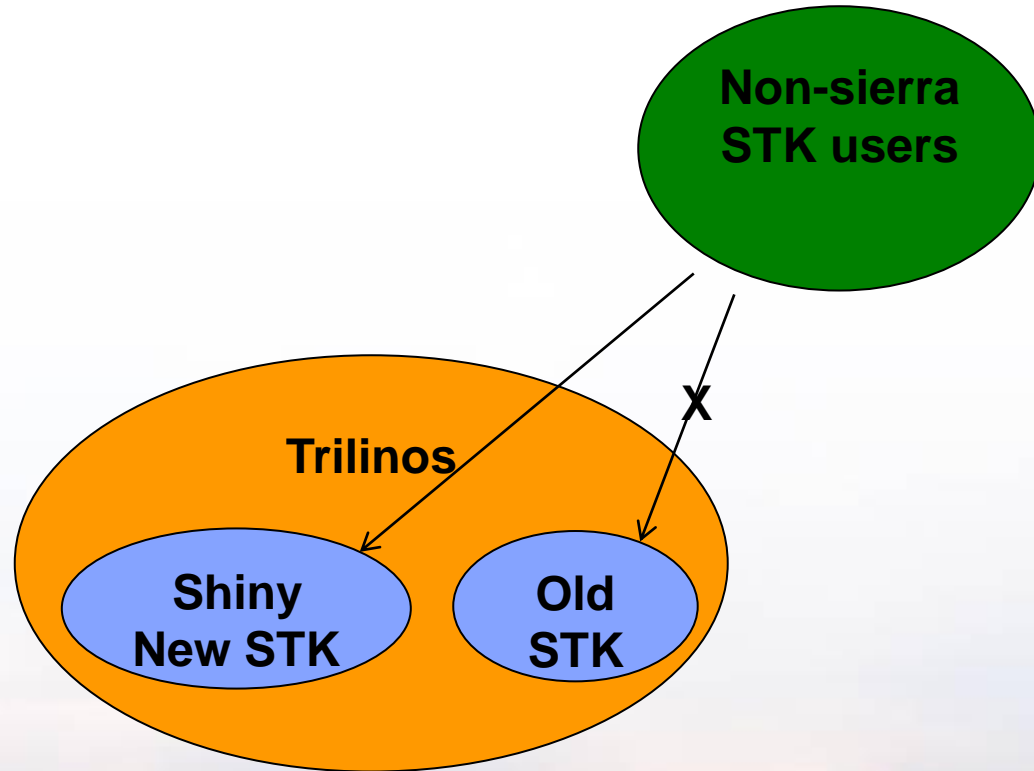 Non-sierra
STK users
X
Trilinos
Shiny
New STK
Old
STK